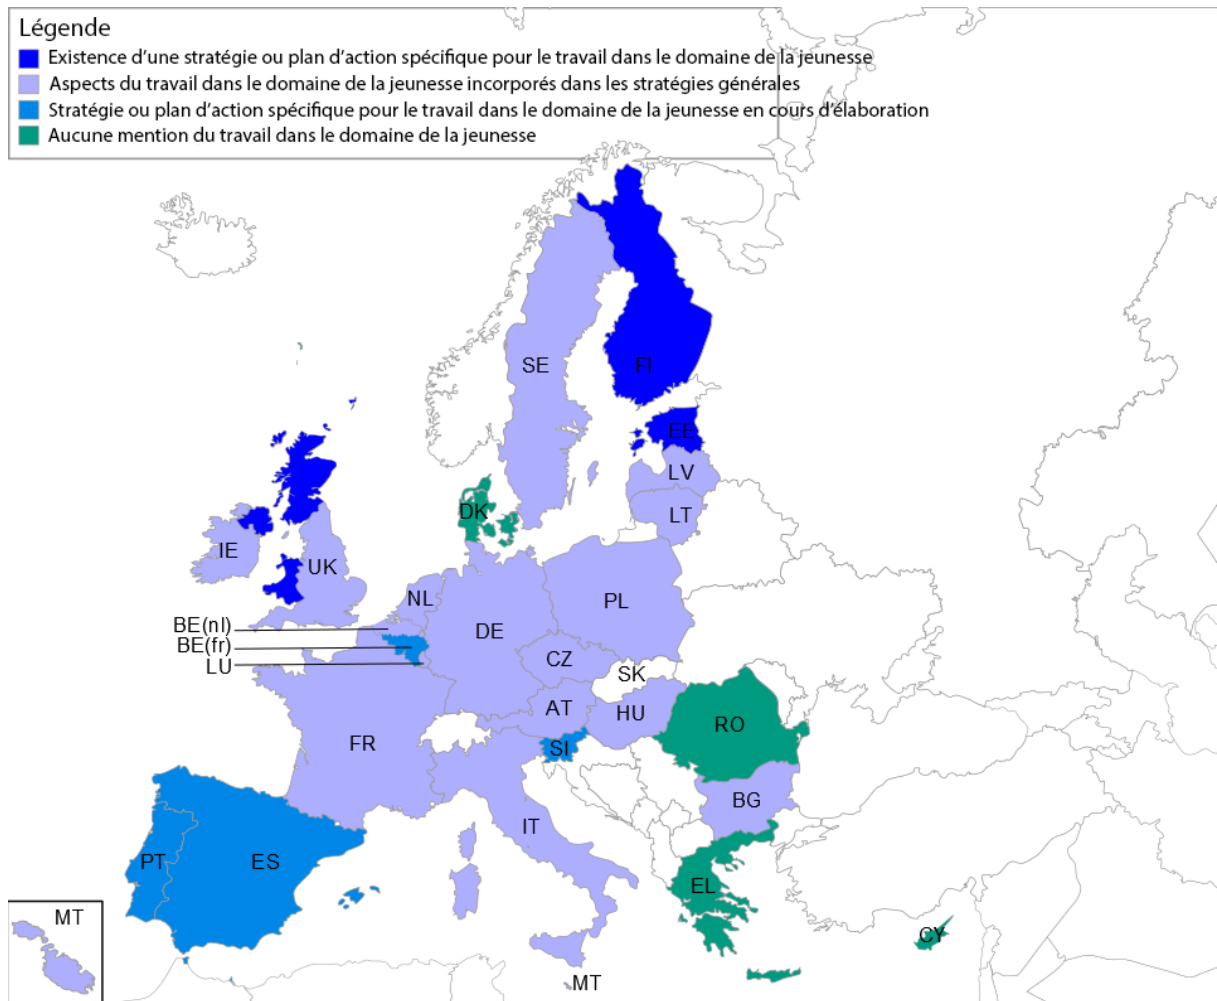 Légende
Existence d'une stratégie ou plan d'action spécifique pour le travail dans le domaine de la jeunesse
Aspects du travail dans le domaine de la jeunesse incorporés dans les stratégies générales
Stratégie ou plan d'action spécifique pour le travail dans le domaine de la jeunesse en cours d'élaboration
Aucune mention du travail dans le domaine de la jeunesse
SE
FI
EE
LV
DK
LT
IE
UK
NL
PL
BE(nl)
DE
BE(fr)
CZ
LU
SK
AT
HU
RO
FR
SI
BG
IT
PT
ES
EL
MT
CY
MT